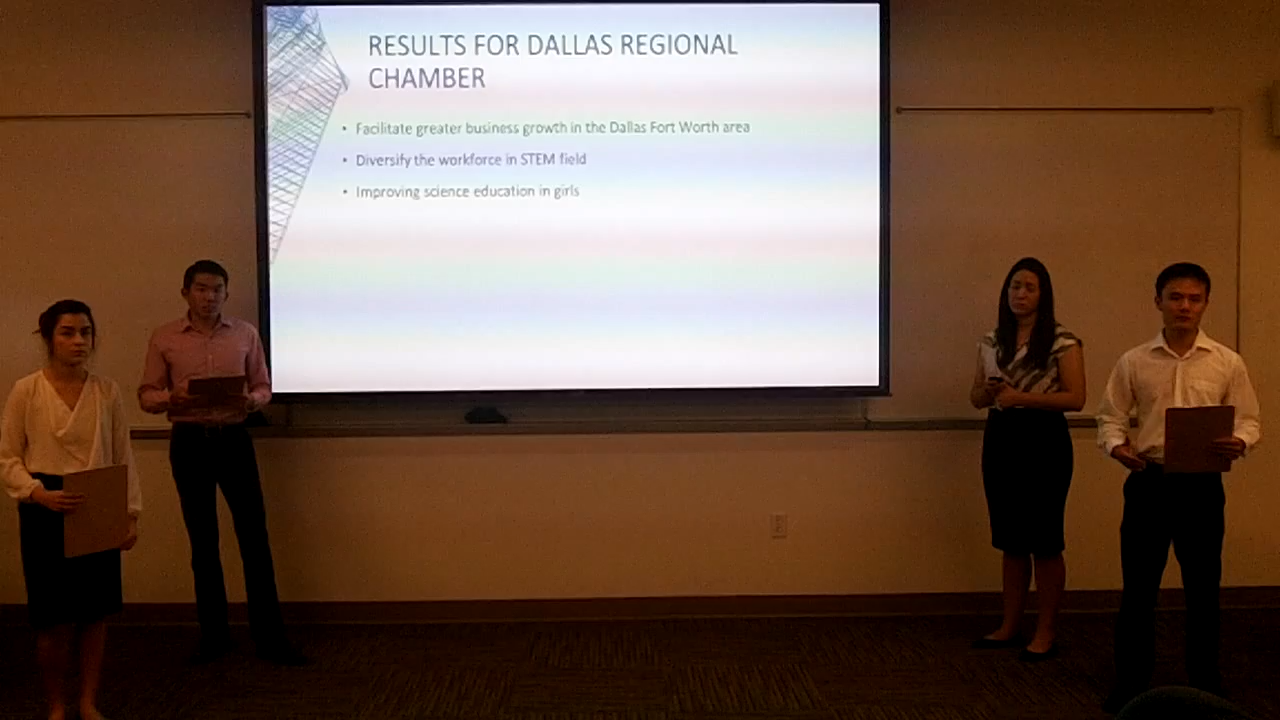 RESULTS FOR DALLAS REGIONAL
CHAMBER
• Facilitate greater business growth in the Dallas Fort Worth area
• Diversify the workforce in STEM field
• Improving science education in girls